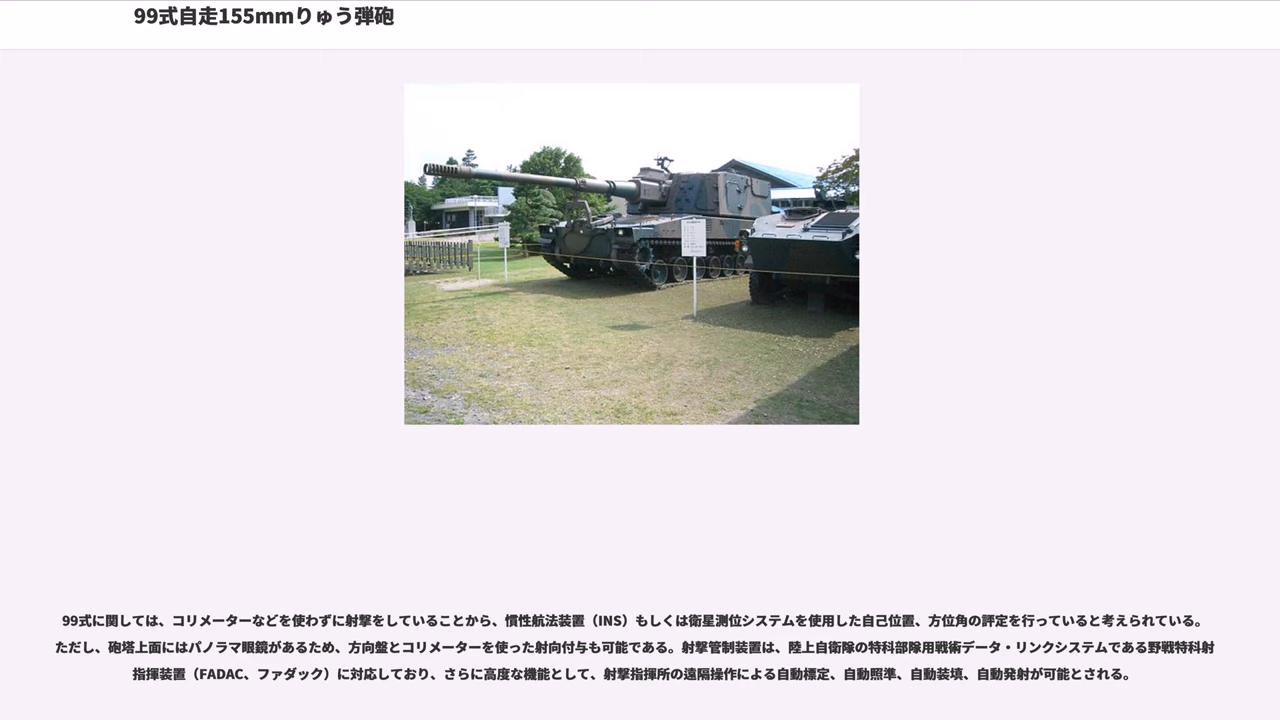 99式自走155mmりゅう弾砲
99式に関しては、コリメーターなどを使わずに射撃をしていることから、慣性航法装置（INS）もしくは衛星測位システムを使用した自己位置、方位角の評定を行っていると考えられている。
ただし、砲塔上面にはパノラマ眼鏡があるため、方向盤とコリメーターを使った射向付与も可能である。射撃管制装置は、陸上自衛隊の特科部隊用戦術データ・リンクシステムである野戦特科射
指揮装置（FADAC、ファダック）に対応しており、さらに高度な機能として、射撃指揮所の遠隔操作による自動標定、自動照準、自動装填、自動発射が可能とされる。